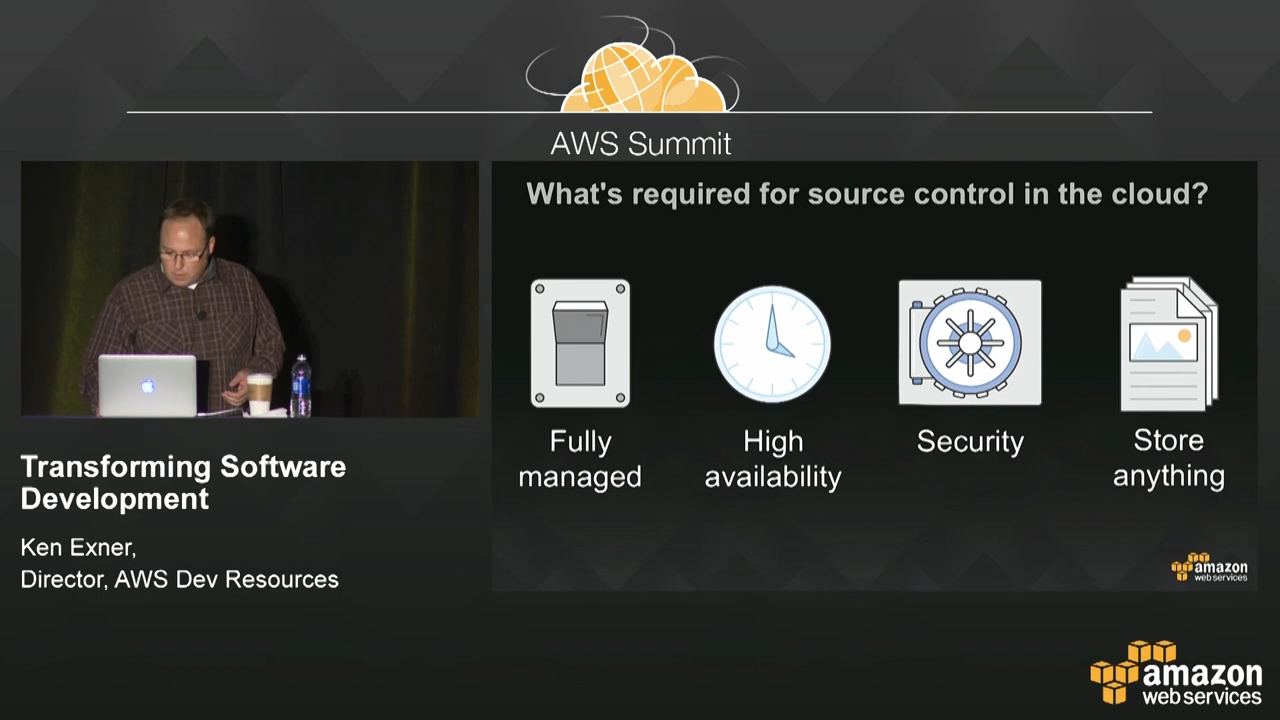 AWS Summit
What's required for source control in the cloud?
Fully
managed
High
availability
Security
Store
anything
amazon
web services
Transforming Software
Development
Ken Exner,
Director, AWS Dev Resources
amazon
web services